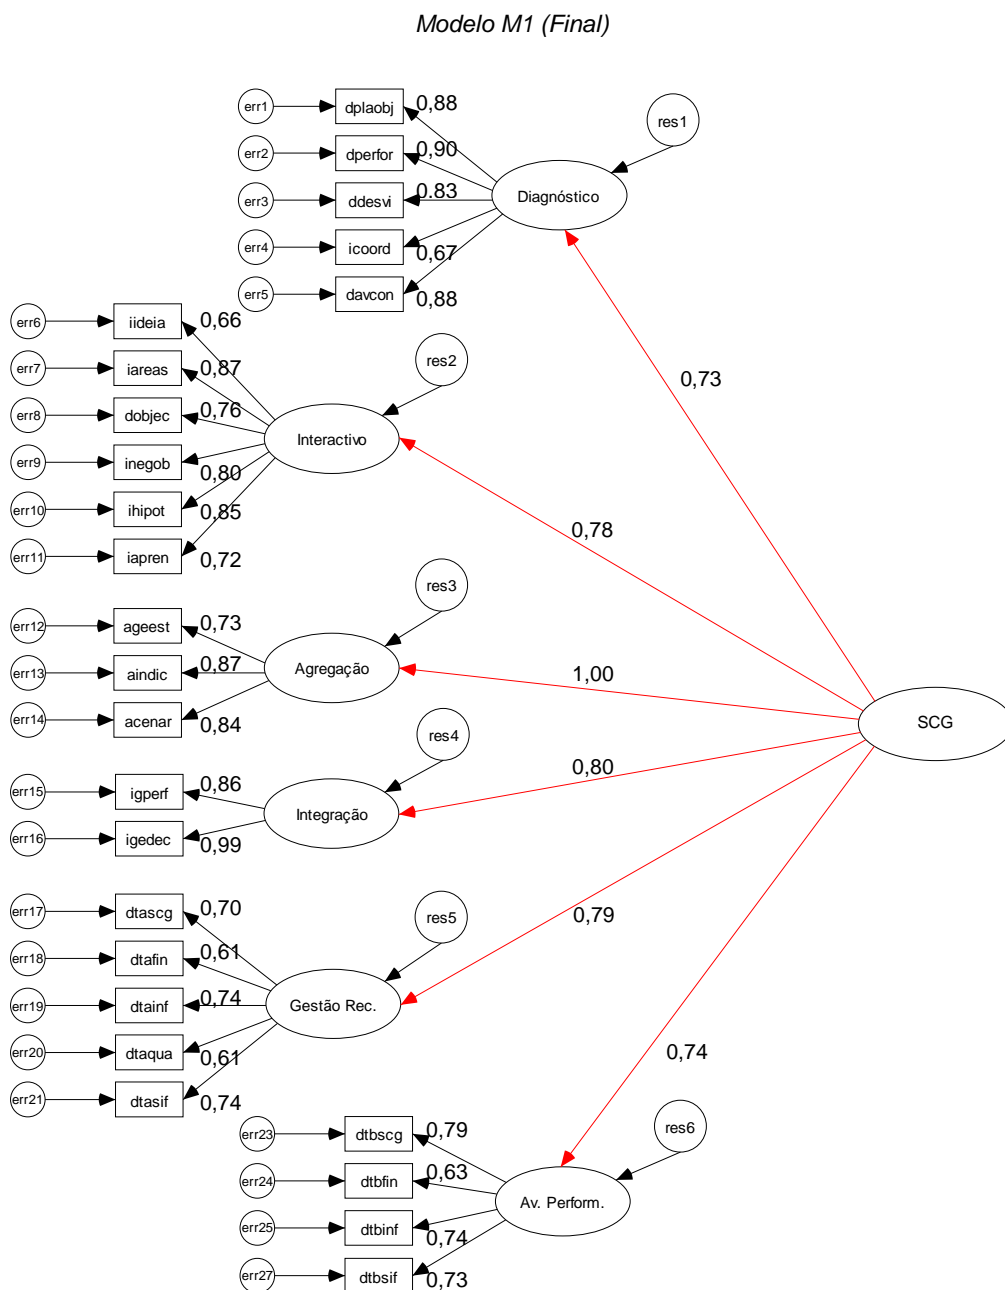 Modelo M1 (Final)
err1 dplaobj 0,88 res1
err2 dperfor 0,90
err3 ddesvi 0.83 Diagnóstico
err4 icoord 0,67
err5 davcon 0,88
err6 iideia 0,66
err7 iareas 0,87 res2 0,73
err8 dobjec 0,76
err9 inegob 0,80 Interactivo
err10 ihipot 0,85 0,78
err11 iapren 0,72
res3
err12 ageest 0,73
err13 aindic 0,87 Agregação 1,00
err14 acenar 0,84 SCG
res4
err15 igperf 0,86 0,80
err16 igedec 0,99 Integração
err17 dtascg 0,70 res5 0,79
err18 dtafin 0,61
err19 dtainf 0,74 Gestão Rec.
err20 dtaqua 0,61 0,74
err21 dtasif 0,74
err23 dtbscg 0,79 res6
err24 dtbfin 0,63
err25 dtbinf 0,74 Av. Perform.
err27 dtbsif 0,73